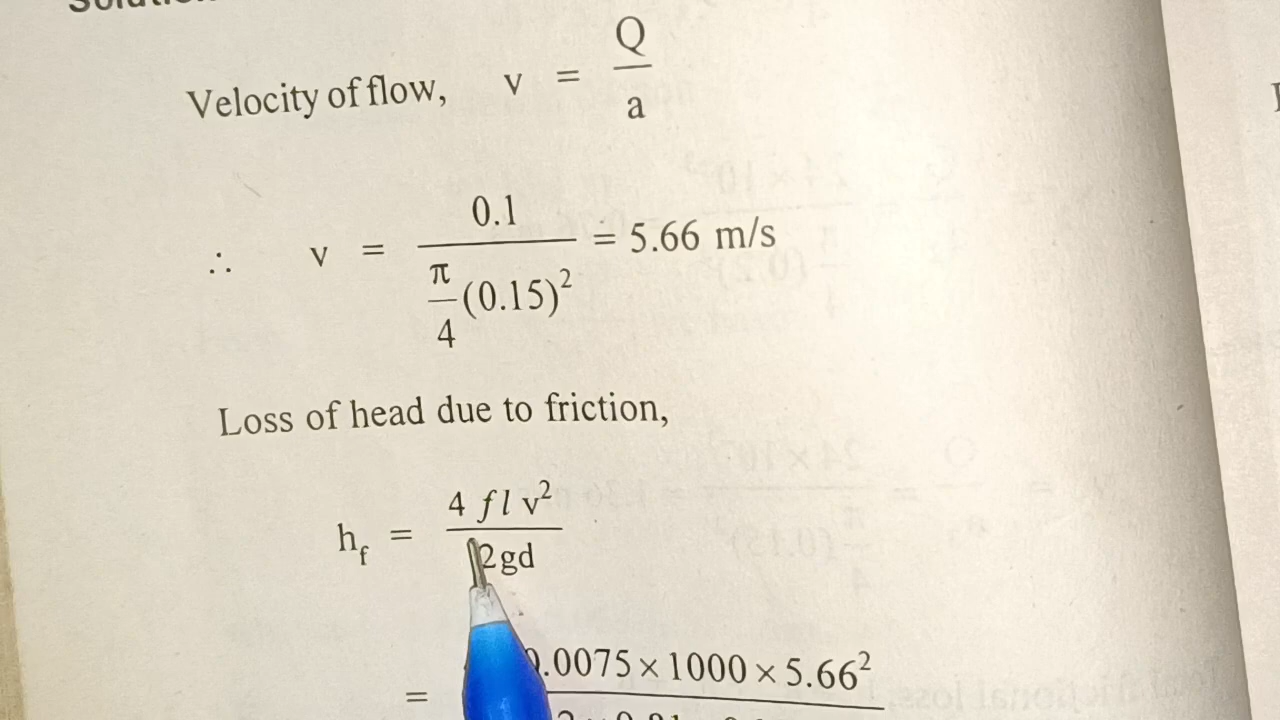 Velocity of flow, v = Q/a
∴ v = 0.1 / (π/4 (0.15)²) = 5.66 m/s
Loss of head due to friction,
h_f = 4 f l v² / 2gd
= .0075 × 1000 × 5.66²